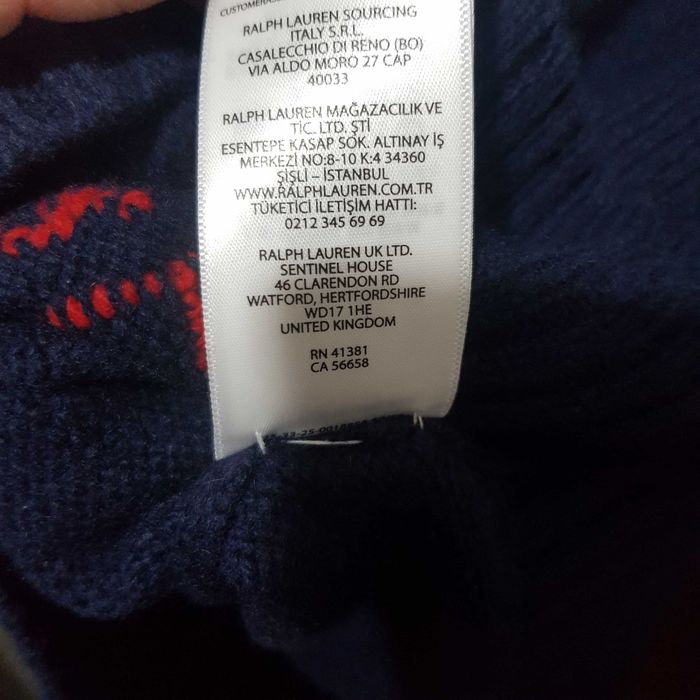 RALPH LAUREN SOURCING
ITALY S.R.L.
CASALECCHIO DI RENO (BO)
VIA ALDO MORO 27 CAP
40033
RALPH LAUREN MAĞAZACILIK VE
TİC. LTD. ŞTİ
ESENTEPE KASAP SOK. ALTINAY İŞ
MERKEZİ NO:8-10 K:4 34360
ŞİŞLİ – İSTANBUL
WWW.RALPHLAUREN.COM.TR
TÜKETİCİ İLETİŞİM HATTI:
0212 345 69 69
RALPH LAUREN UK LTD.
SENTINEL HOUSE
46 CLARENDON RD
WATFORD, HERTFORDSHIRE
WD17 1HE
UNITED KINGDOM
RN 41381
CA 56658